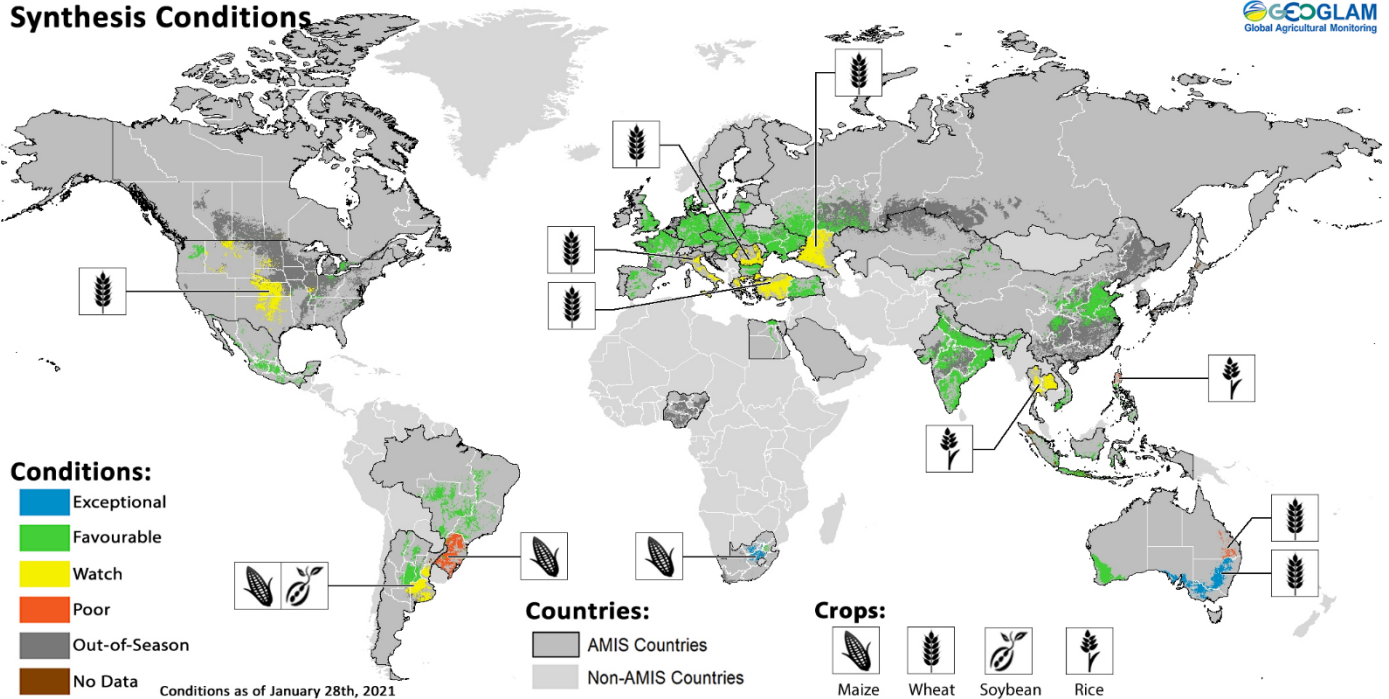 Synthesis Conditions
GEOGLAM
Global Agricultural Monitoring
Conditions:
Exceptional
Favourable
Watch
Poor
Out-of-Season
No Data
Conditions as of January 28th, 2021
Countries:
AMIS Countries
Non-AMIS Countries
Crops:
Maize Wheat Soybean Rice